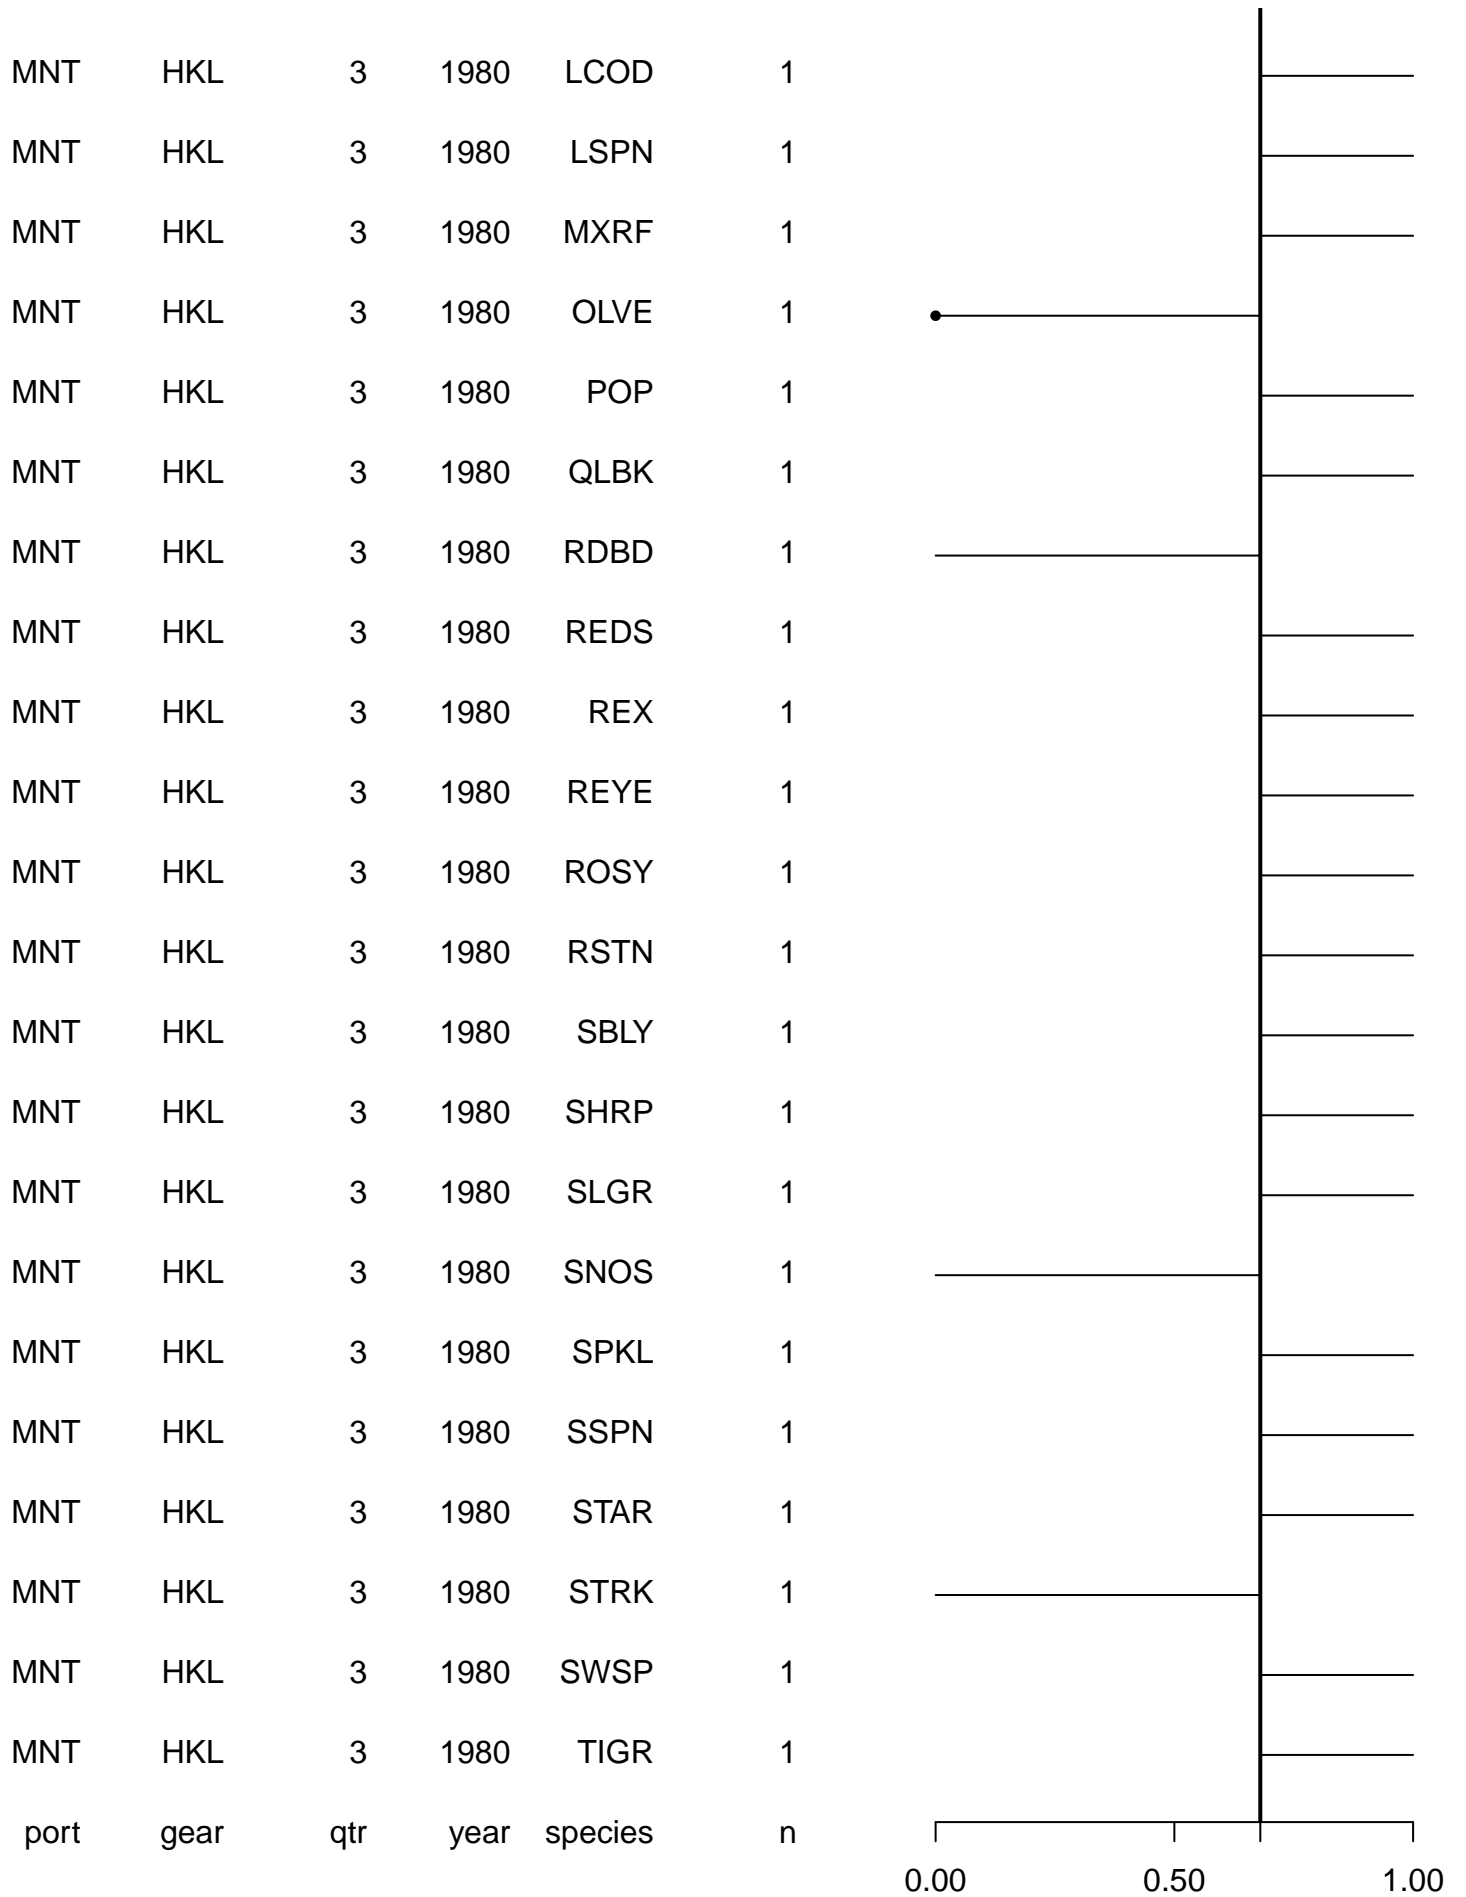 MNT HKL 3 1980 LCOD 1
MNT HKL 3 1980 LSPN 1
MNT HKL 3 1980 MXRF 1
MNT HKL 3 1980 OLVE 1
MNT HKL 3 1980 POP 1
MNT HKL 3 1980 QLBK 1
MNT HKL 3 1980 RDBD 1
MNT HKL 3 1980 REDS 1
MNT HKL 3 1980 REX 1
MNT HKL 3 1980 REYE 1
MNT HKL 3 1980 ROSY 1
MNT HKL 3 1980 RSTN 1
MNT HKL 3 1980 SBLY 1
MNT HKL 3 1980 SHRP 1
MNT HKL 3 1980 SLGR 1
MNT HKL 3 1980 SNOS 1
MNT HKL 3 1980 SPKL 1
MNT HKL 3 1980 SSPN 1
MNT HKL 3 1980 STAR 1
MNT HKL 3 1980 STRK 1
MNT HKL 3 1980 SWSP 1
MNT HKL 3 1980 TIGR 1
port gear qtr year species n
0.00 0.50 1.00